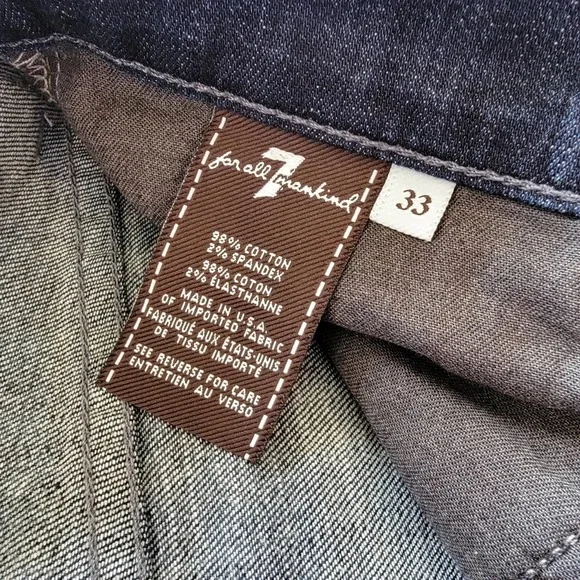 7
for all mankind
33
98% COTTON
2% SPANDEX
98% COTON
2% ÉLASTHANNE
MADE IN U.S.A.
OF IMPORTED FABRIC
FABRIQUÉ AUX ÉTATS-UNIS
DE TISSU IMPORTÉ
SEE REVERSE FOR CARE
ENTRETIEN AU VERSO